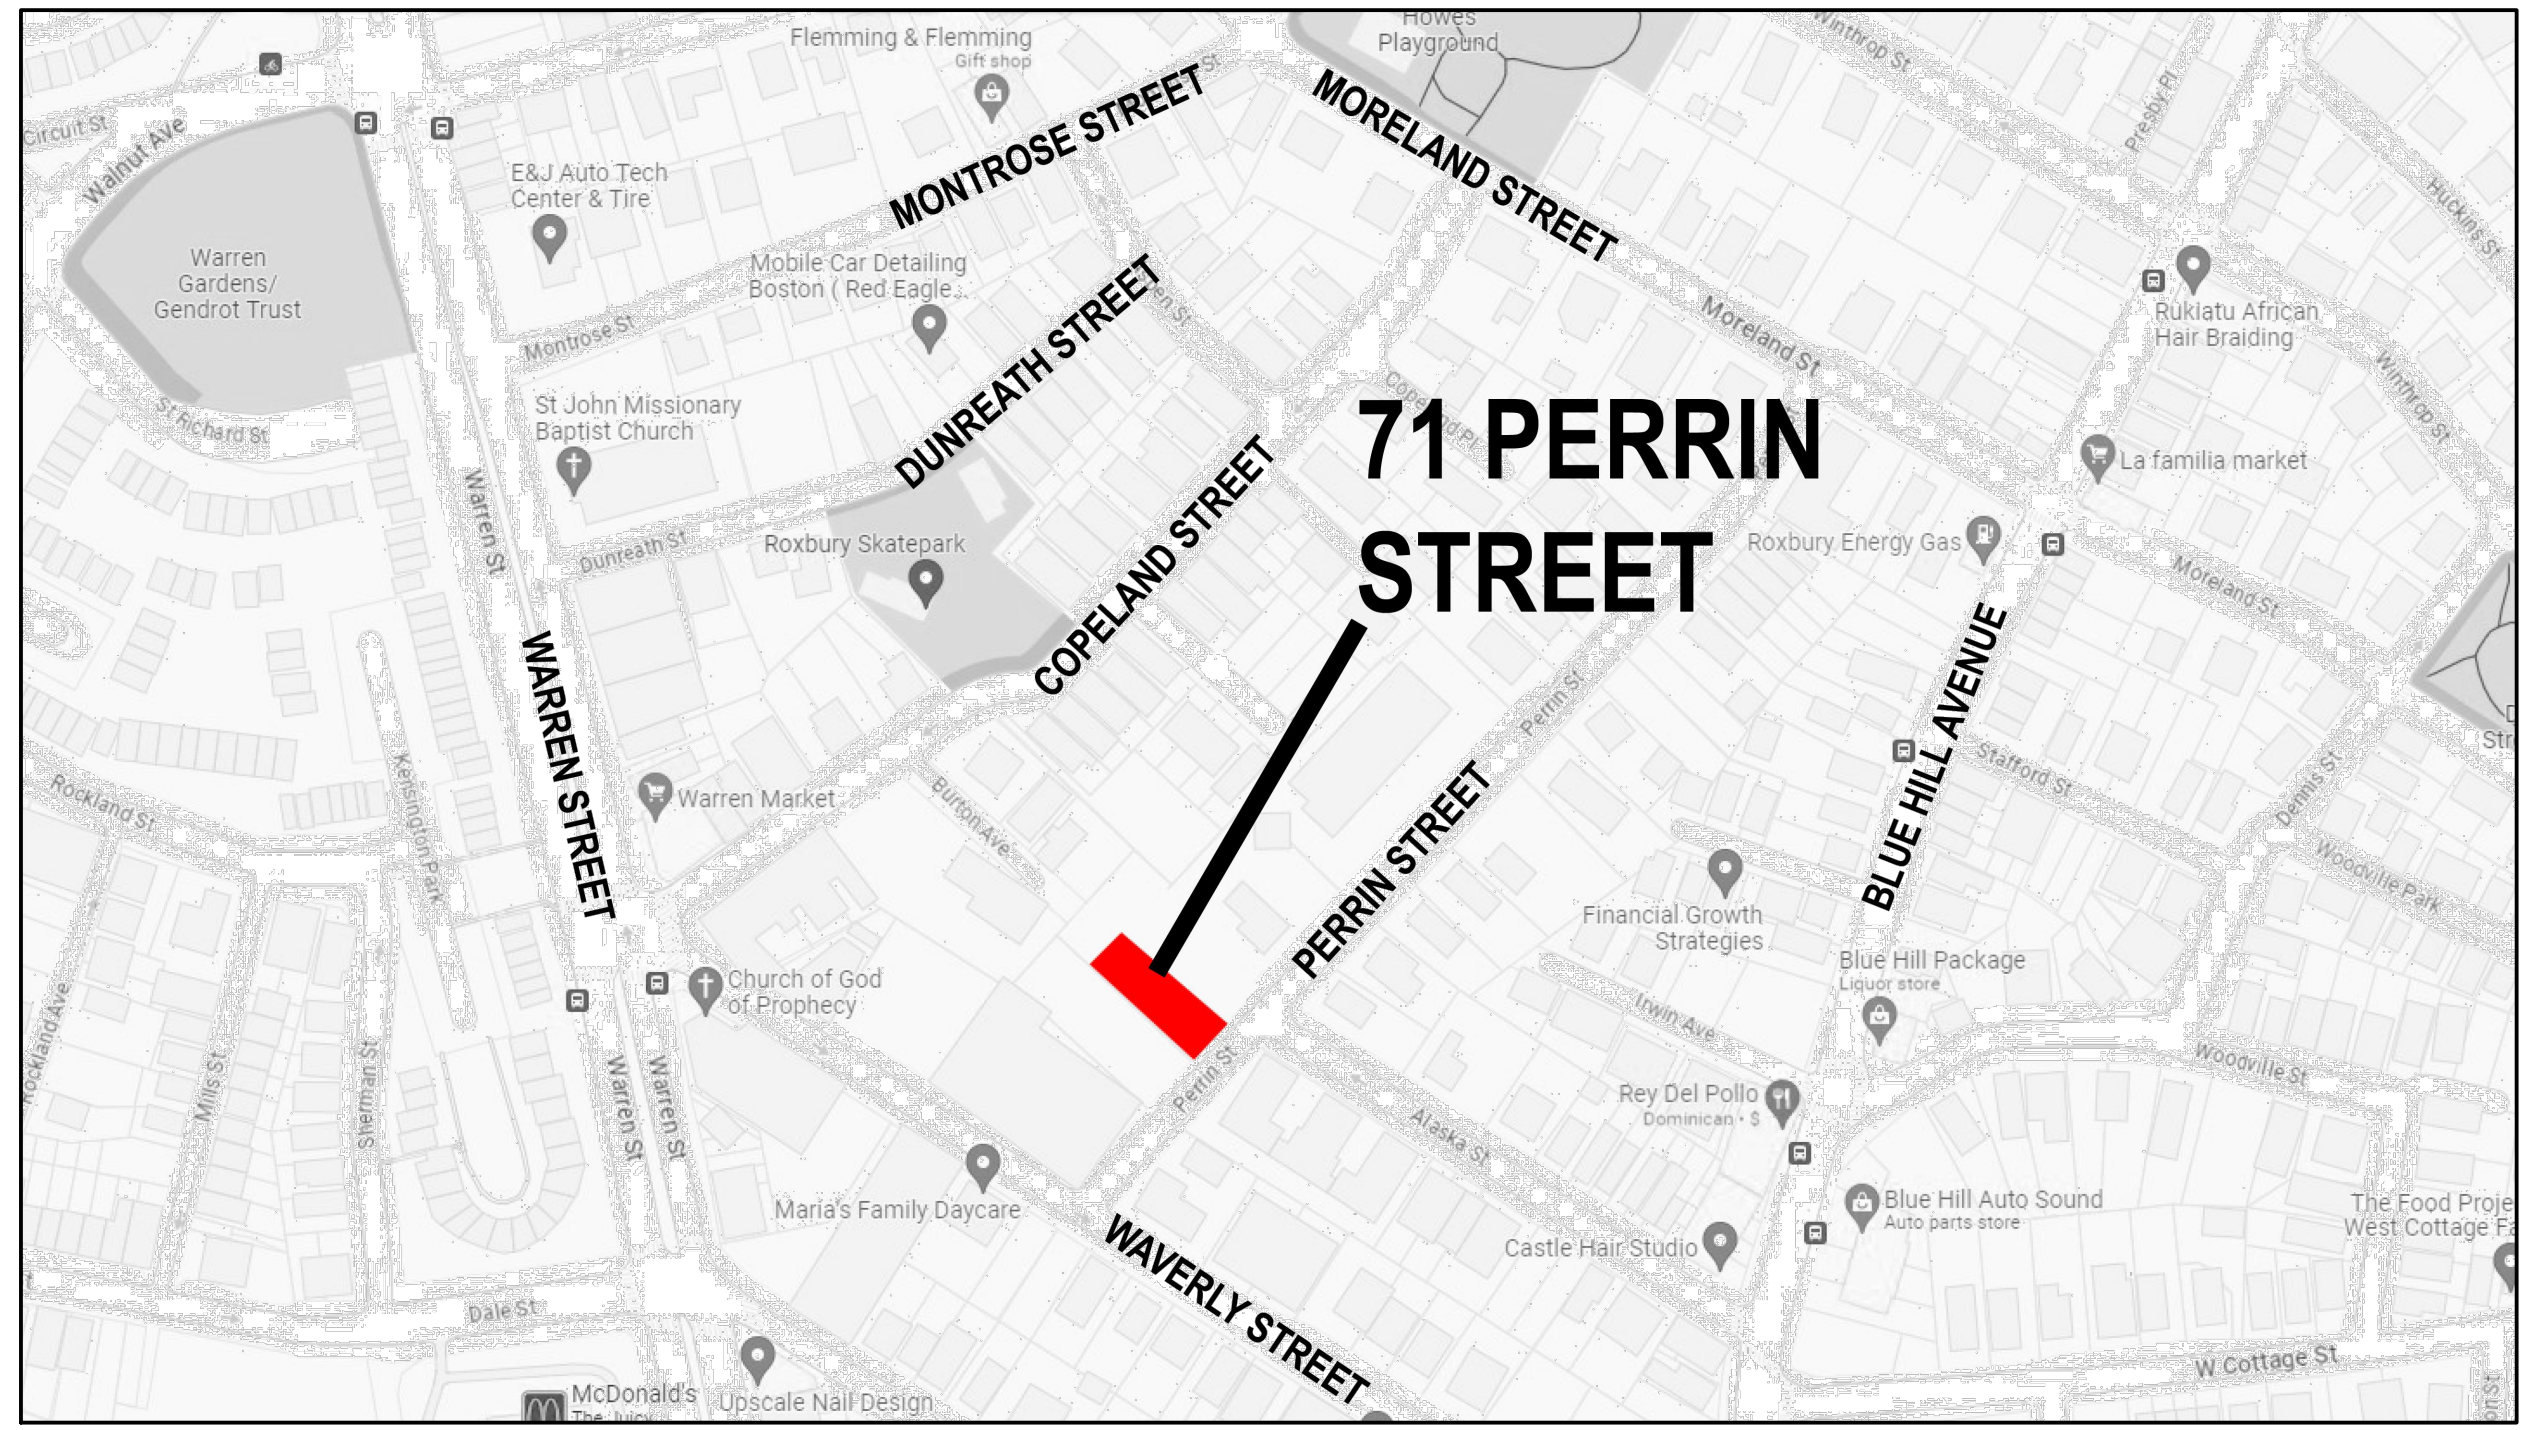 Howes
Playground
Flemming & Flemming
Gift shop
Winthrop St
Presby Pl
Circuit St
Walnut Ave
MONTROSE STREET
MORELAND STREET
Huckins St
E&J Auto Tech
Center & Tire
Warren
Gardens/
Gendrot Trust
Mobile Car Detailing
Boston ( Red Eagle...
DUNREATH STREET
Montrose St
Moreland St
Rukiatu African
Hair Braiding
Winthrop St
St Richard St
St John Missionary
Baptist Church
71 PERRIN
STREET
La familia market
Warren St
Dunreath St
Roxbury Skatepark
COPELAND STREET
Roxbury Energy Gas
Moreland St
WARREN STREET
BLUE HILL AVENUE
Perrin St
Stafford St
Rockland St
Kensington Park
Warren Market
Burton Ave
PERRIN STREET
Dennis St
Woodville Park
Financial Growth
Strategies
Blue Hill Package
Liquor store
Church of God
of Prophecy
Irwin Ave
Rockland Ave
Mills St
Sherman St
Warren St
Warren St
Perrin St
Woodville St
Rey Del Pollo
Dominican • $
Alaska St
Maria's Family Daycare
Blue Hill Auto Sound
Auto parts store
The Food Proje
West Cottage Fa
WAVERLY STREET
Castle Hair Studio
Dale St
W Cottage St
McDonald's
Upscale Nail Design